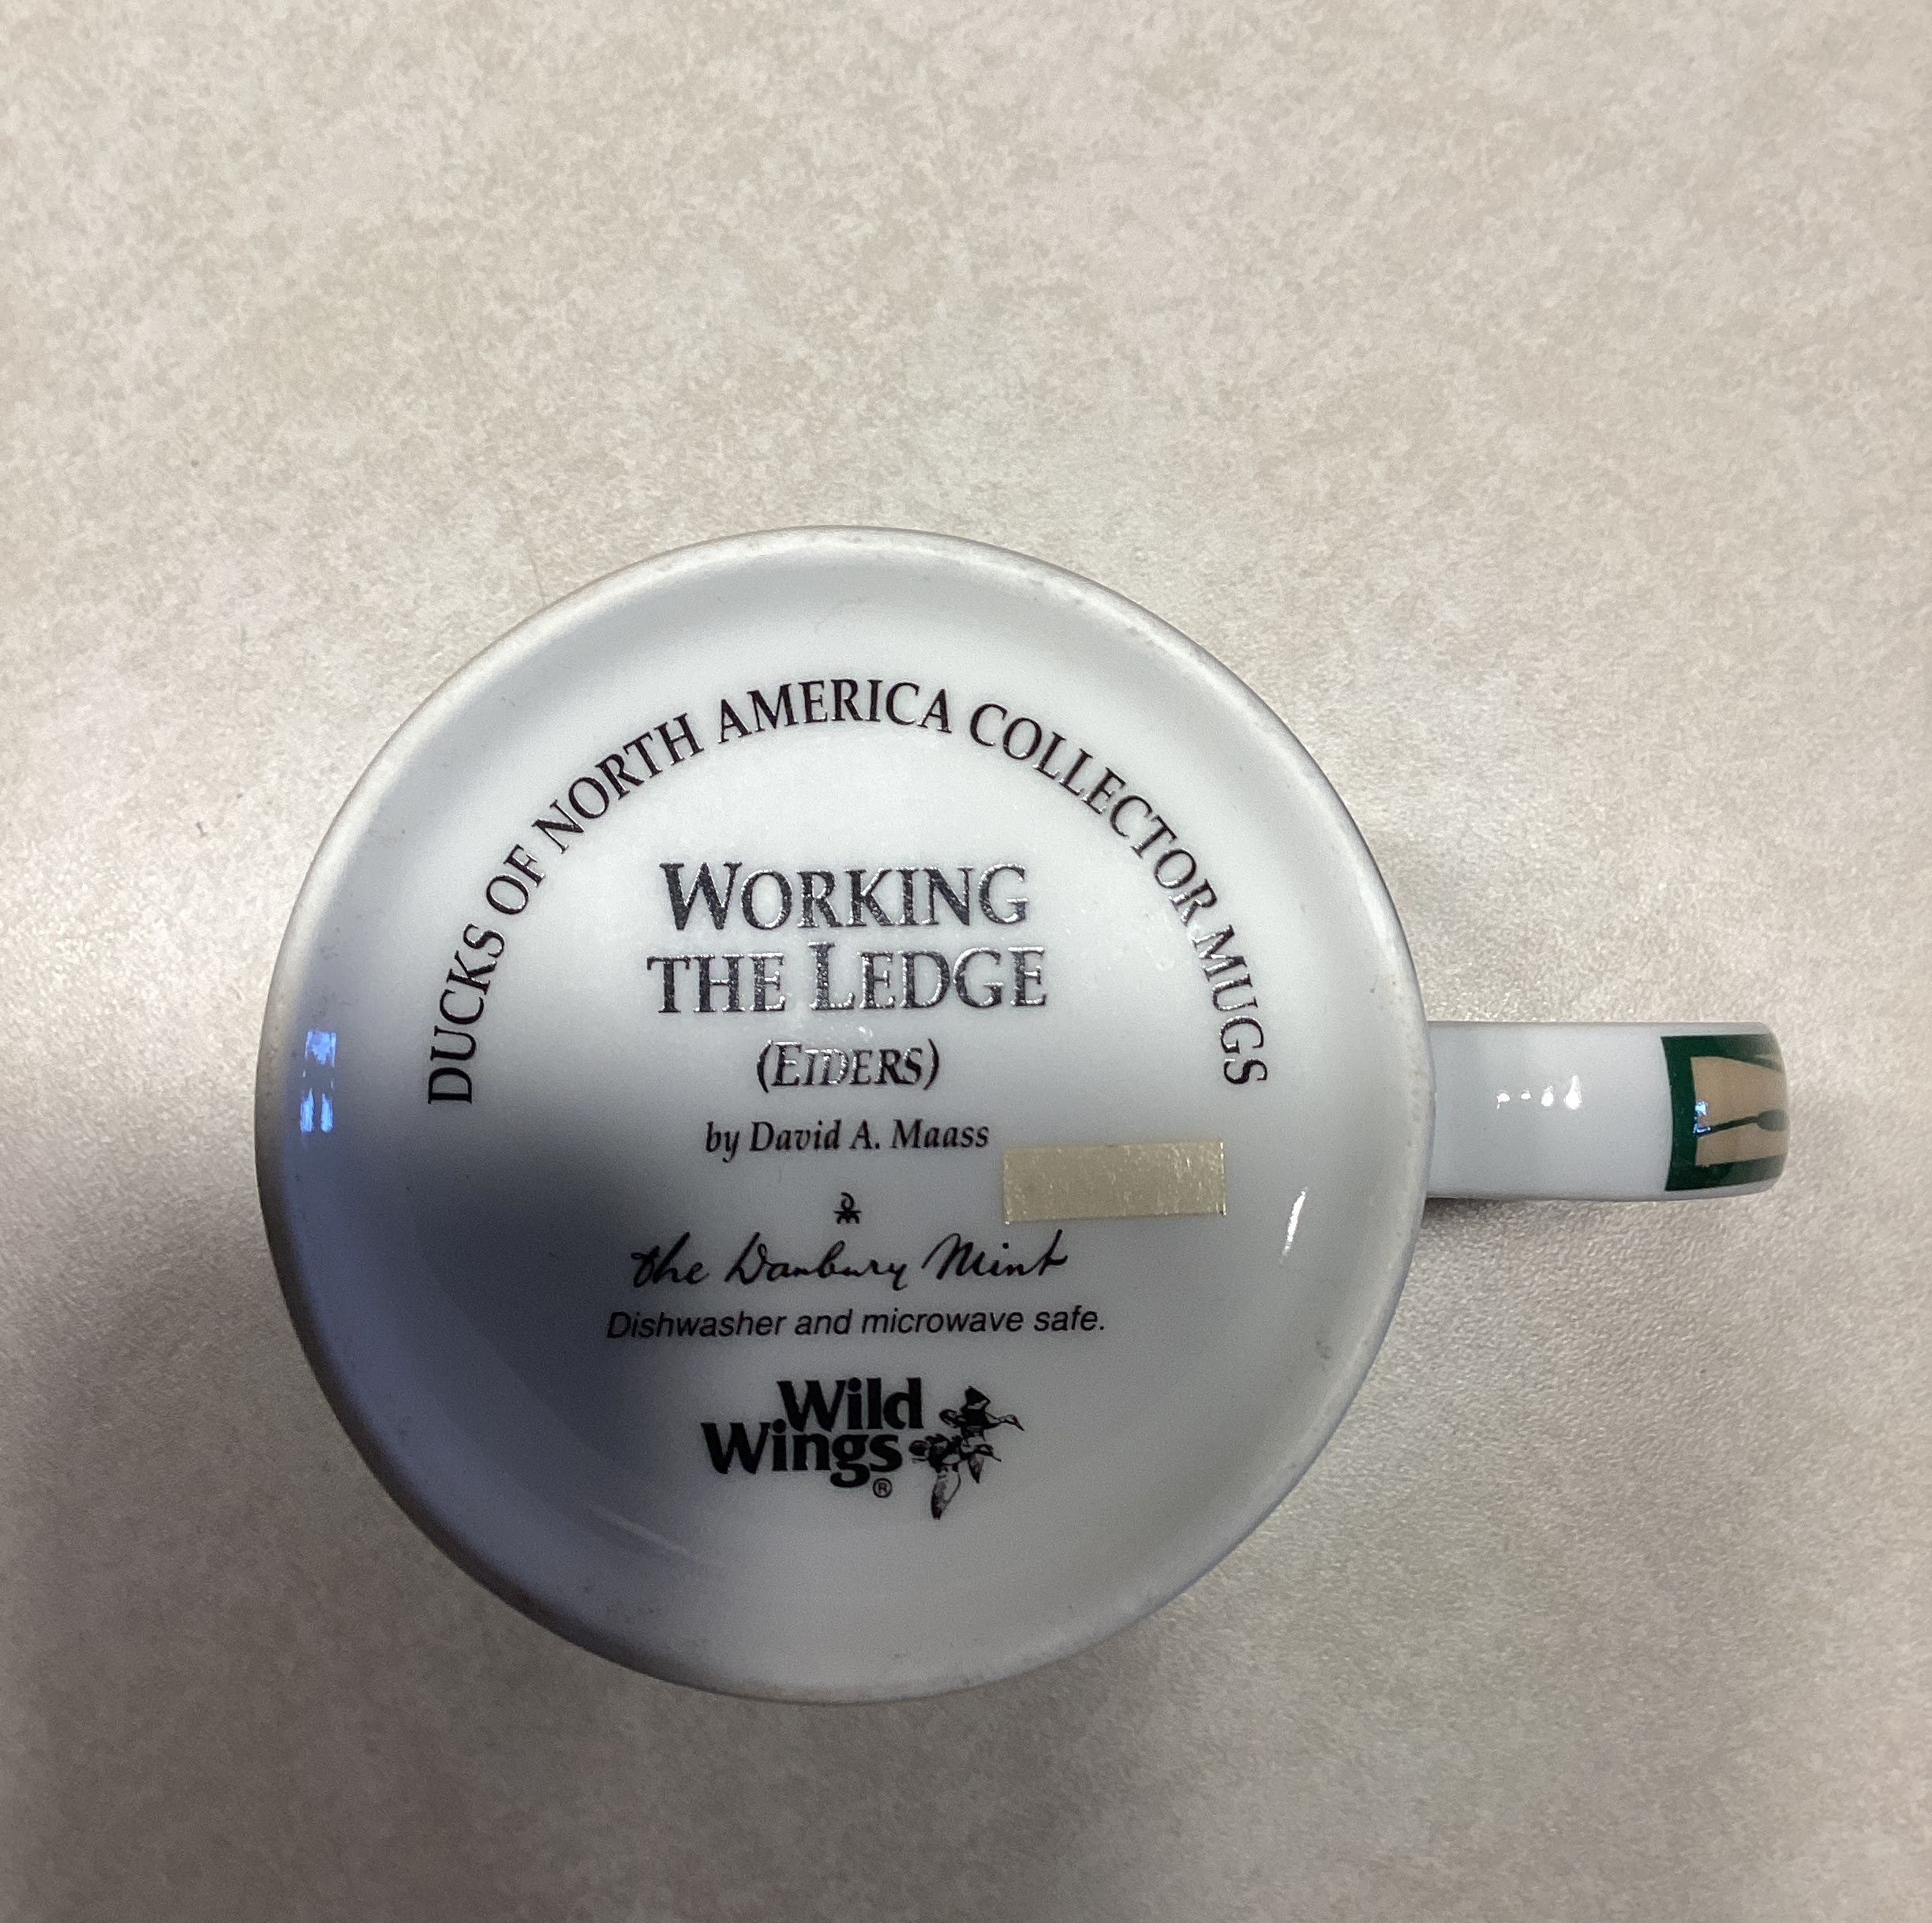 DUCKS OF NORTH AMERICA COLLECTOR MUGS
WORKING
THE LEDGE
(EIDERS)
by David A. Maass
the Danbury Mint
Dishwasher and microwave safe.
Wild
Wings®